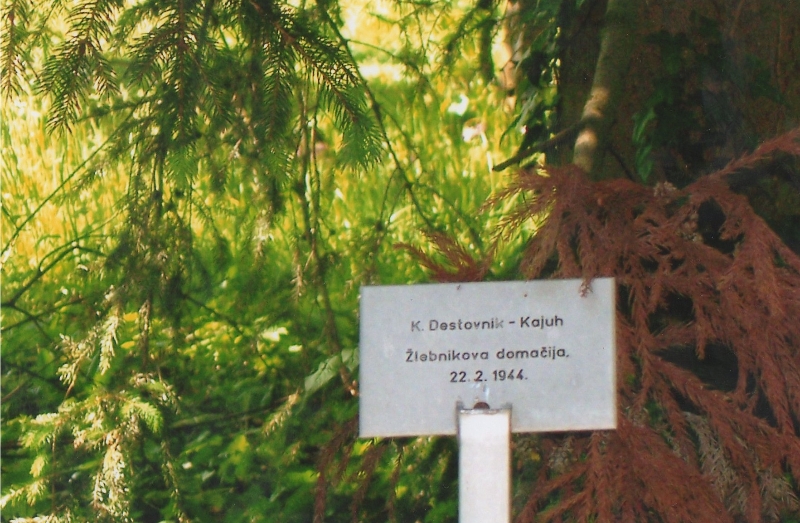 K. Destovnik - Kajuh
Žlebnikova domačija,
22. 2. 1944.